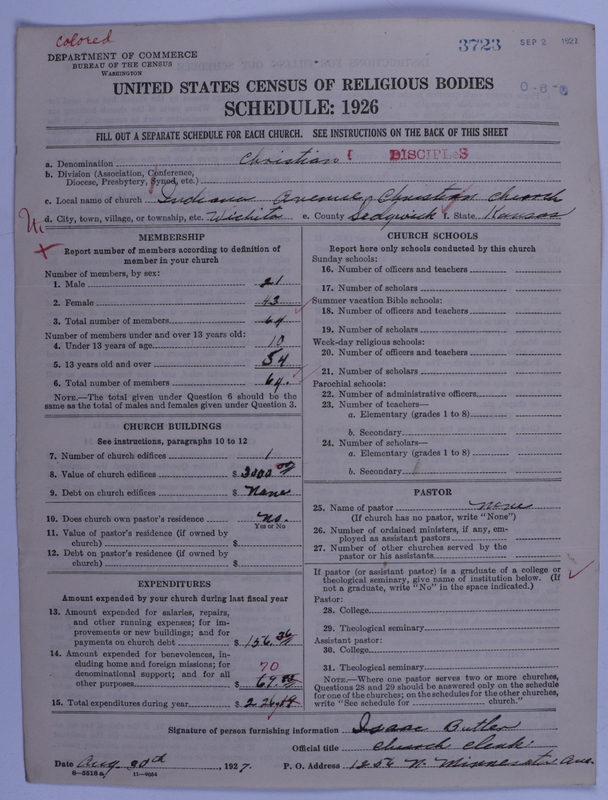 Colored
3723 SEP 2 1927
DEPARTMENT OF COMMERCE
BUREAU OF THE CENSUS
WASHINGTON
UNITED STATES CENSUS OF RELIGIOUS BODIES
SCHEDULE: 1926
FILL OUT A SEPARATE SCHEDULE FOR EACH CHURCH. SEE INSTRUCTIONS ON THE BACK OF THIS SHEET
a. Denomination Christian DISCIPLES
b. Division (Association, Conference, Diocese, Presbytery, Synod, etc.)
c. Local name of church Indiana Avenue Christian Church
d. City, town, village, or township, etc. Wichita e. County Sedgwick f. State Kansas
MEMBERSHIP
Report number of members according to definition of member in your church
Number of members, by sex:
1. Male 21
2. Female 43
3. Total number of members 64
Number of members under and over 13 years old:
4. Under 13 years of age 10
5. 13 years old and over 54
6. Total number of members 64
NOTE.—The total given under Question 6 should be the same as the total of males and females given under Question 3.
CHURCH BUILDINGS
See instructions, paragraphs 10 to 12
7. Number of church edifices 1
8. Value of church edifices $ 3000 00
9. Debt on church edifices $ None
10. Does church own pastor's residence No.
Yes or No
11. Value of pastor's residence (if owned by church) $
12. Debt on pastor's residence (if owned by church) $
EXPENDITURES
Amount expended by your church during last fiscal year
13. Amount expended for salaries, repairs, and other running expenses; for improvements or new buildings; and for payments on church debt $ 156.36
14. Amount expended for benevolences, including home and foreign missions; for denominational support; and for all other purposes 70 $ 69.
15. Total expenditures during year $ 226
CHURCH SCHOOLS
Report here only schools conducted by this church
Sunday schools:
16. Number of officers and teachers
17. Number of scholars
Summer vacation Bible schools:
18. Number of officers and teachers
19. Number of scholars
Week-day religious schools:
20. Number of officers and teachers
21. Number of scholars
Parochial schools:
22. Number of administrative officers
23. Number of teachers—
a. Elementary (grades 1 to 8)
b. Secondary
24. Number of scholars—
a. Elementary (grades 1 to 8)
b. Secondary
PASTOR
25. Name of pastor None
(If church has no pastor, write "None")
26. Number of ordained ministers, if any, employed as assistant pastors
27. Number of other churches served by the pastor or his assistants
If pastor (or assistant pastor) is a graduate of a college or theological seminary, give name of institution below. (If not a graduate, write "No" in the space indicated.)
Pastor:
28. College
29. Theological seminary
Assistant pastor:
30. College
31. Theological seminary
NOTE.—Where one pastor serves two or more churches, Questions 28 and 29 should be answered only on the schedule for one of the churches; on the schedules for the other churches, write "See schedule for church."
Signature of person furnishing information Isaac Butler
Official title Church Clerk
Date Aug 30th, 1927. P. O. Address 1256 N. Minnesota Ave.
8—5518a 11—9064